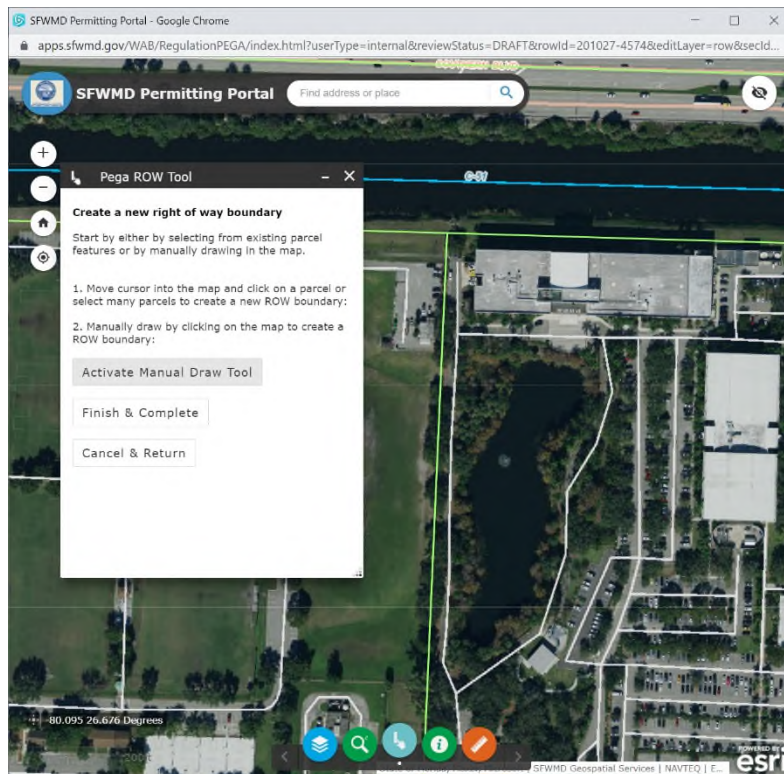 SFWMD Permitting Portal - Google Chrome
apps.sfwmd.gov/WAB/RegulationPEGA/index.html?userType=internal&reviewStatus=DRAFT&rowId=201027-4574&editLayer=row&secId...
SOUTHERN BLVD
SFWMD Permitting Portal
Find address or place
C-51
Pega ROW Tool
Create a new right of way boundary
Start by either by selecting from existing parcel
features or by manually drawing in the map.
1. Move cursor into the map and click on a parcel or
select many parcels to create a new ROW boundary:
2. Manually draw by clicking on the map to create a
ROW boundary:
Activate Manual Draw Tool
Finish & Complete
Cancel & Return
80.095 26.676 Degrees
200ft
SFWMD Geospatial Services | NAVTEQ | E...
POWERED BY
esri